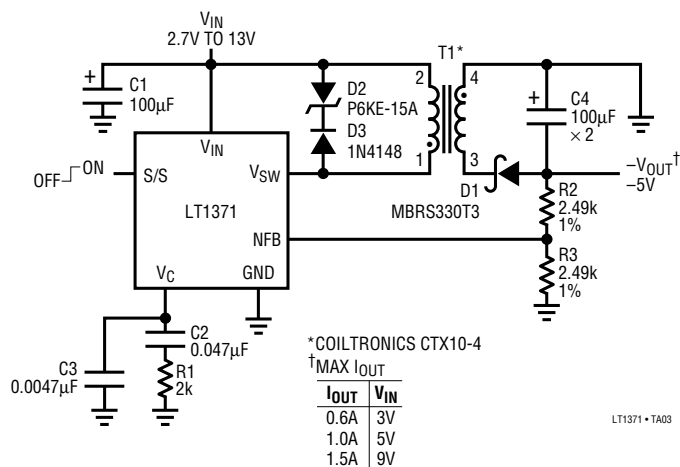 V_IN
2.7V TO 13V
T1*
+
C1
100µF
D2
P6KE-15A
D3
1N4148
2
4
1
3
+
C4
100µF
× 2
V_IN
ON
OFF
S/S
V_SW
LT1371
D1
MBRS330T3
–V_OUT†
–5V
R2
2.49k
1%
NFB
R3
2.49k
1%
V_C
GND
C2
0.047µF
C3
0.0047µF
R1
2k
*COILTRONICS CTX10-4
†MAX I_OUT
I_OUT V_IN
0.6A 3V
1.0A 5V
1.5A 9V
LT1371 • TA03